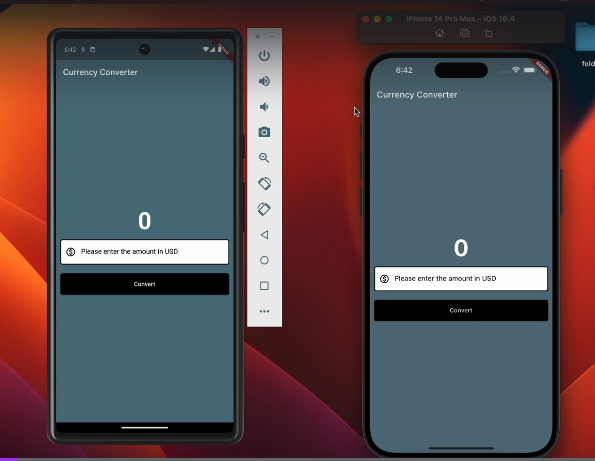 iPhone 14 Pro Max – iOS 16.4
6:42
Currency Converter
0
Please enter the amount in USD
Convert
6:42
DEBUG
Currency Converter
0
Please enter the amount in USD
Convert
fold